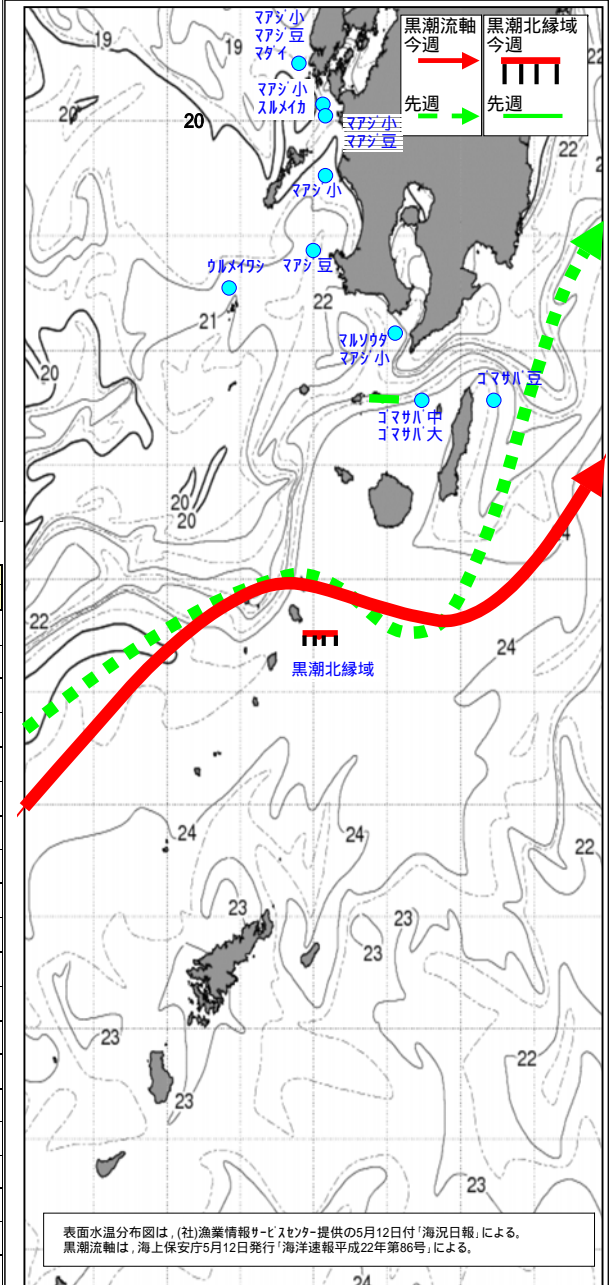 マアジ小
マアジ豆
マダイ
マアジ小
スルメイカ
マアジ小
マアジ豆
マアジ小
マアジ豆
ウルメイワシ
マルソウダ
マアジ小
ゴマサバ豆
ゴマサバ中
ゴマサバ大
黒潮流軸
今週
先週
黒潮北縁域
今週
先週
19
19
20
20
22
22
21
20
20
20
22
24
24
24
22
23
23
23
23
23
22
23
24
黒潮北縁域
表面水温分布図は,(社)漁業情報サービスセンター提供の5月12日付「海況日報」による。
黒潮流軸は,海上保安庁5月12日発行「海洋速報平成22年第86号」による。